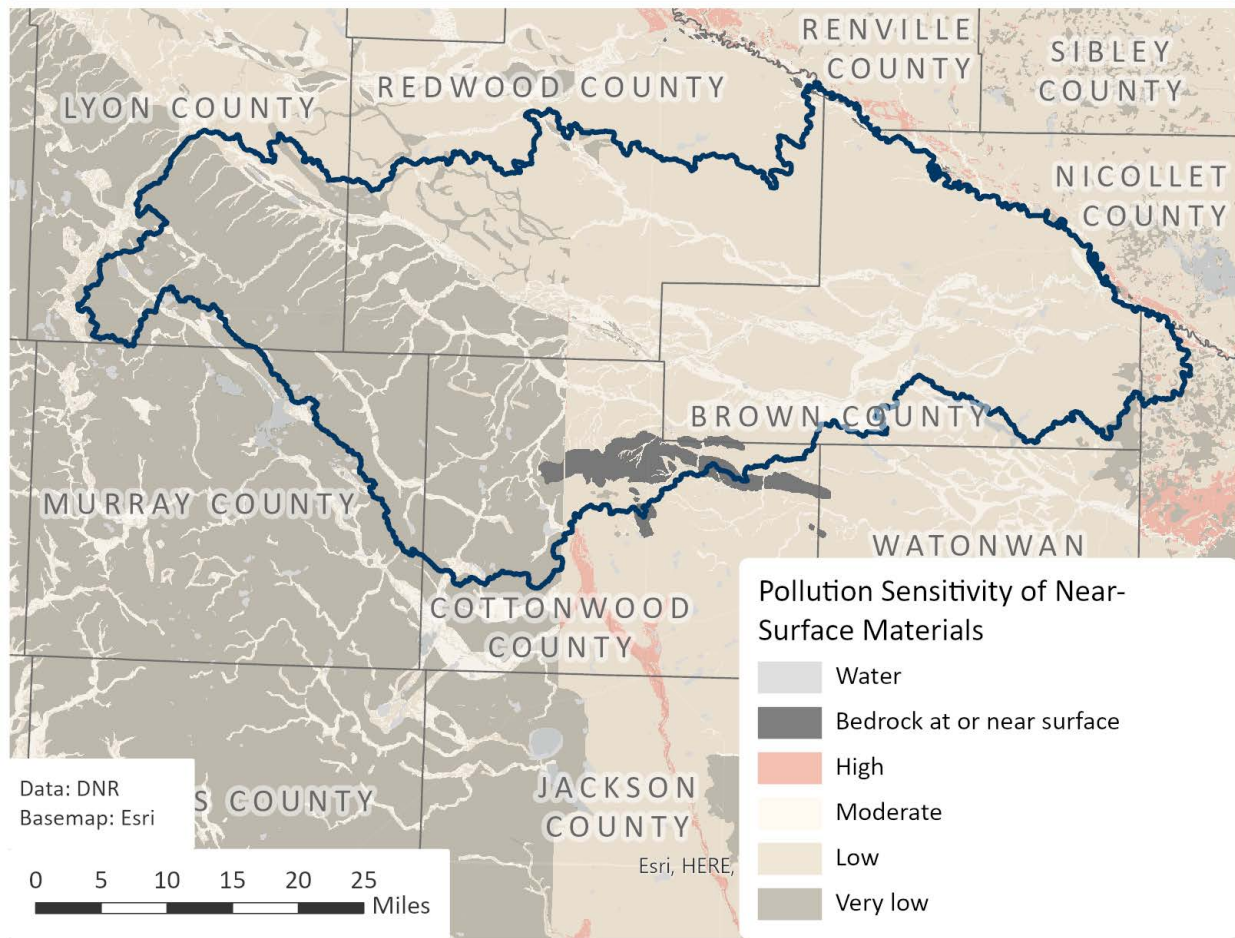 RENVILLE
COUNTY
SIBLEY
COUNTY
REDWOOD COUNTY
LYON COUNTY
NICOLLET
COUNTY
BROWN COUNTY
MURRAY COUNTY
WATONWAN
COTTONWOOD
COUNTY
Pollution Sensitivity of Near-
Surface Materials
Water
Bedrock at or near surface
High
Moderate
Low
Very low
Data: DNR
Basemap: Esri
S COUNTY
JACKSON
COUNTY
Esri, HERE,
0 5 10 15 20 25
Miles